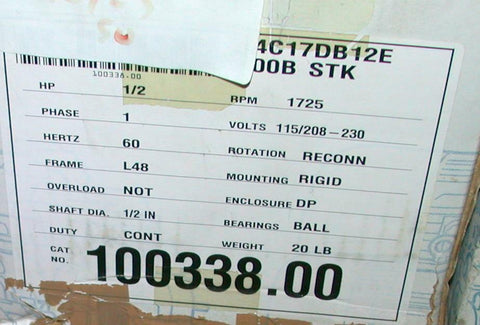 4C17DB12E
00B STK
100338.00
HP 1/2 RPM 1725
PHASE 1 VOLTS 115/208-230
HERTZ 60 ROTATION RECONN
FRAME L48 MOUNTING RIGID
OVERLOAD NOT ENCLOSURE DP
SHAFT DIA. 1/2 IN BEARINGS BALL
DUTY CONT WEIGHT 20 LB
CAT. NO. 100338.00